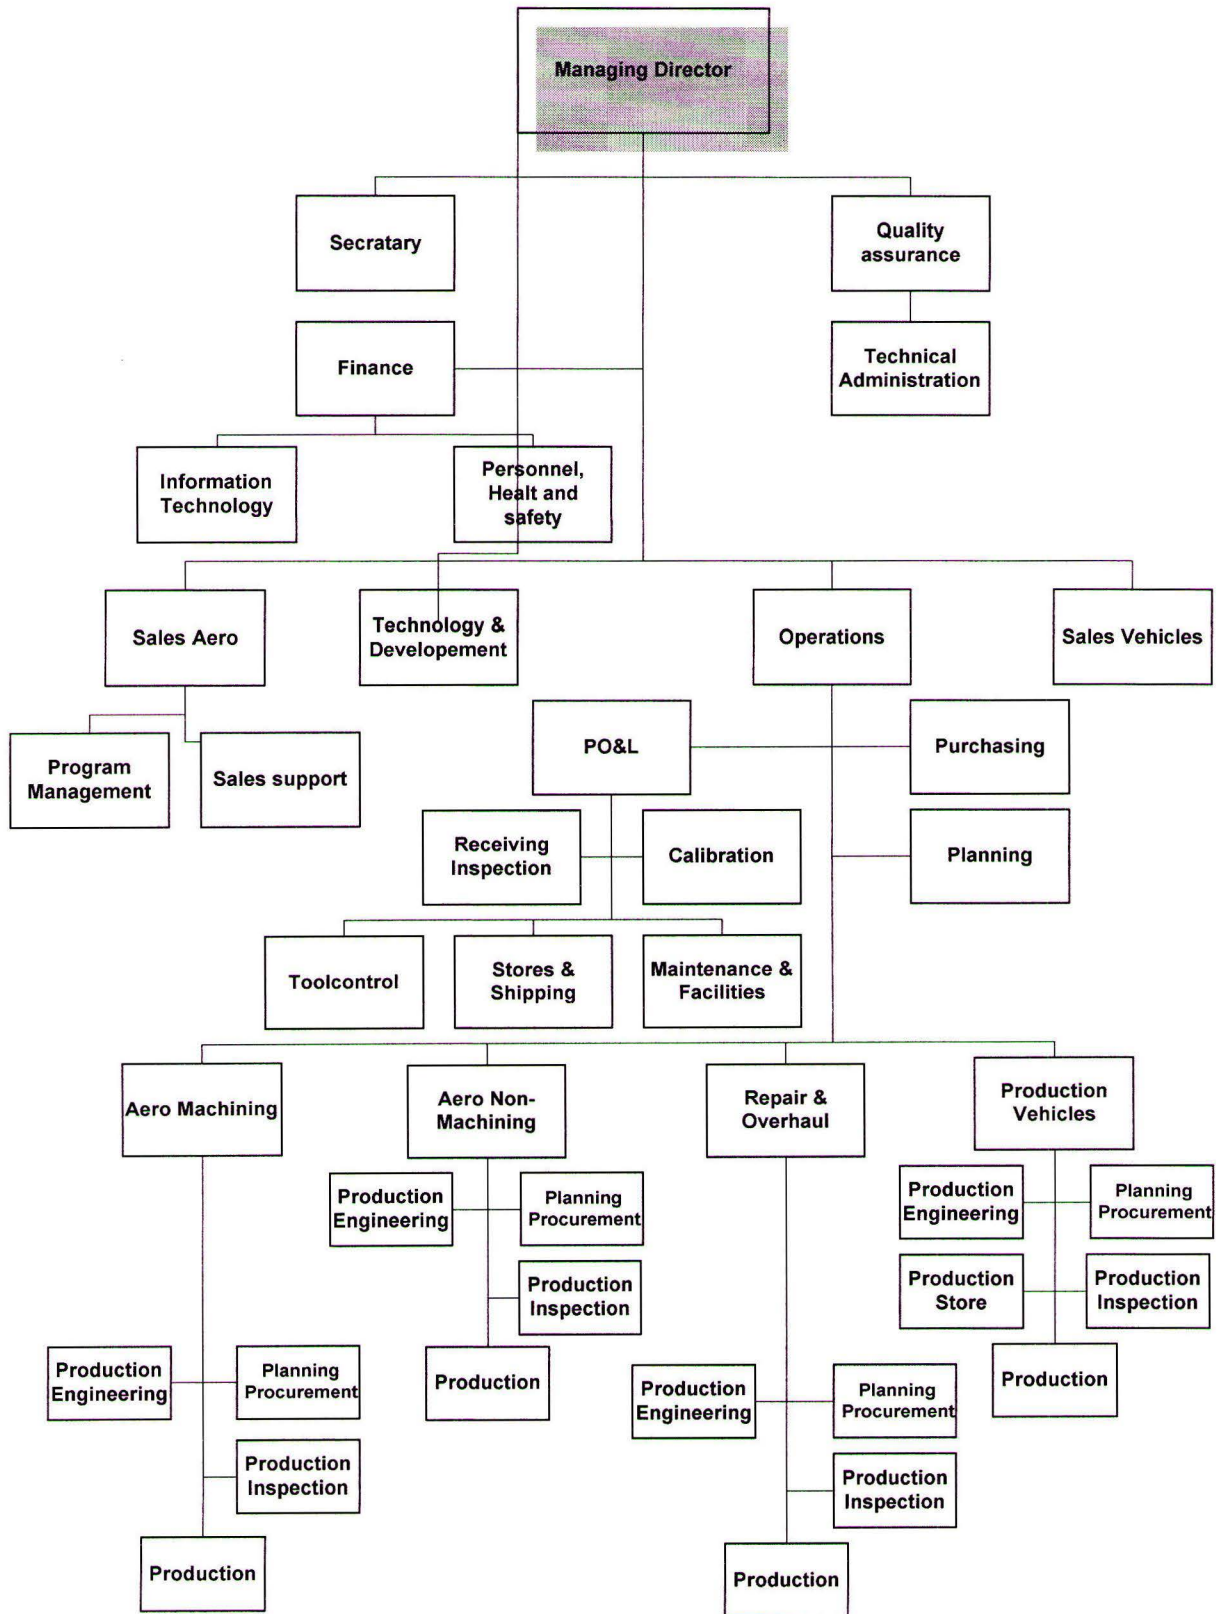 Managing Director
Secratary
Quality
assurance
Finance
Technical
Administration
Information
Technology
Personnel,
Healt and
safety
Sales Aero
Technology &
Developement
Operations
Sales Vehicles
Program
Management
Sales support
PO&L
Purchasing
Receiving
Inspection
Calibration
Planning
Toolcontrol
Stores &
Shipping
Maintenance &
Facilities
Aero Machining
Aero Non-
Machining
Repair &
Overhaul
Production
Vehicles
Production
Engineering
Planning
Procurement
Production
Engineering
Planning
Procurement
Production
Inspection
Production
Store
Production
Inspection
Production
Engineering
Planning
Procurement
Production
Production
Engineering
Planning
Procurement
Production
Production
Inspection
Production
Inspection
Production
Production